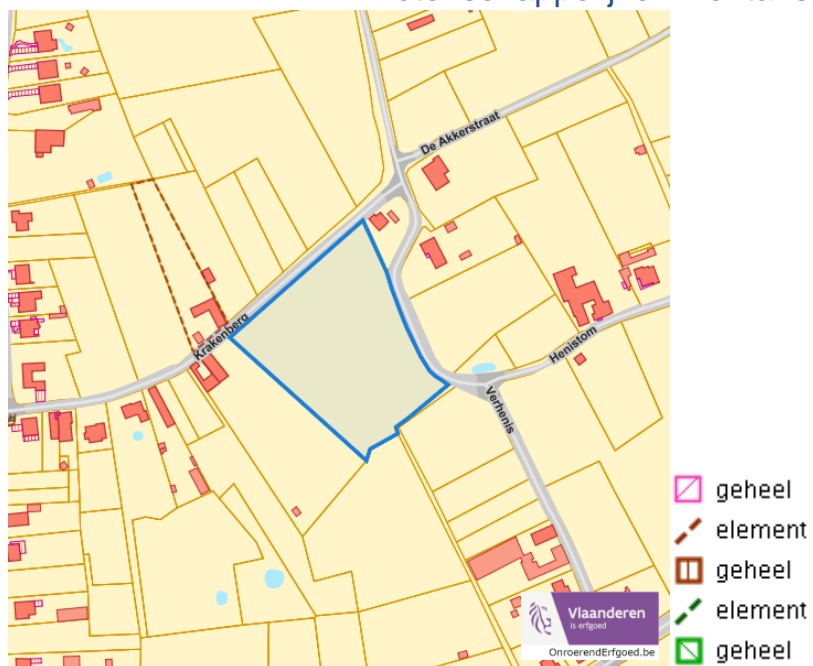 De Akkerstraat
Krakenberg
Henistom
Verhenis
geheel
element
geheel
element
geheel
Vlaanderen
is erfgoed
OnroerendErfgoed.be